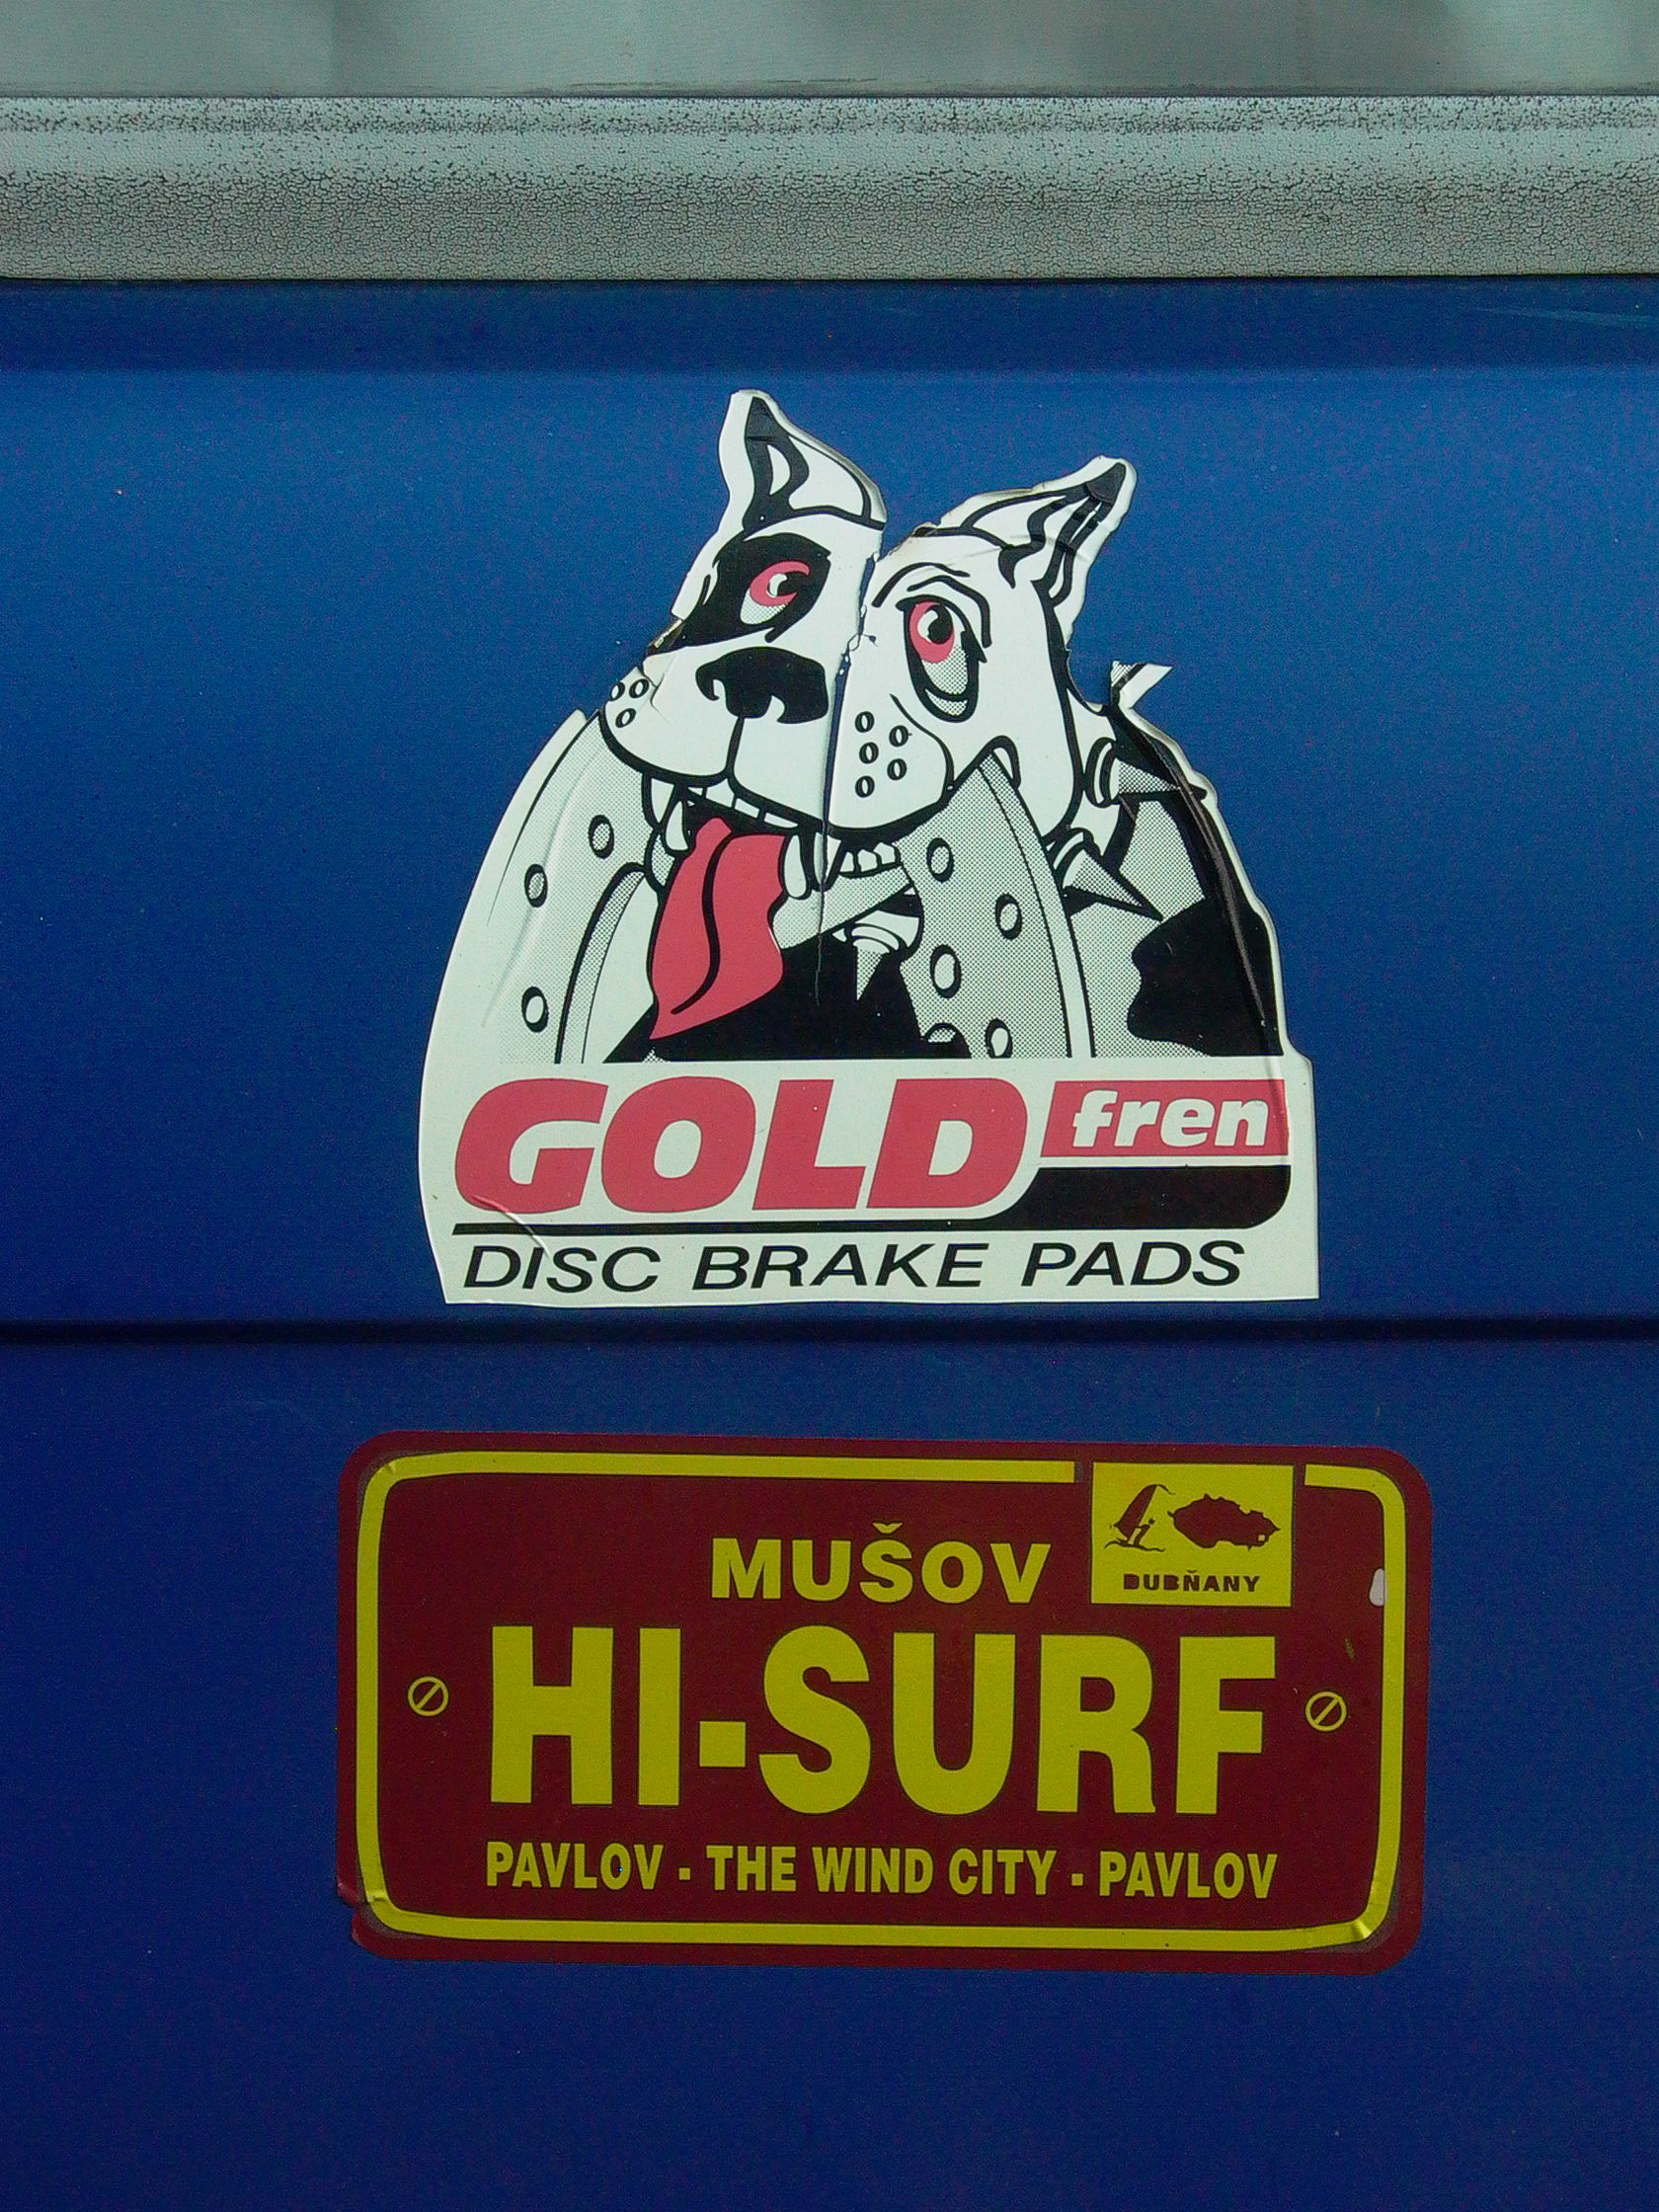 GOLD fren
DISC BRAKE PADS
MUŠOV
DUBŇANY
HI-SURF
PAVLOV - THE WIND CITY - PAVLOV